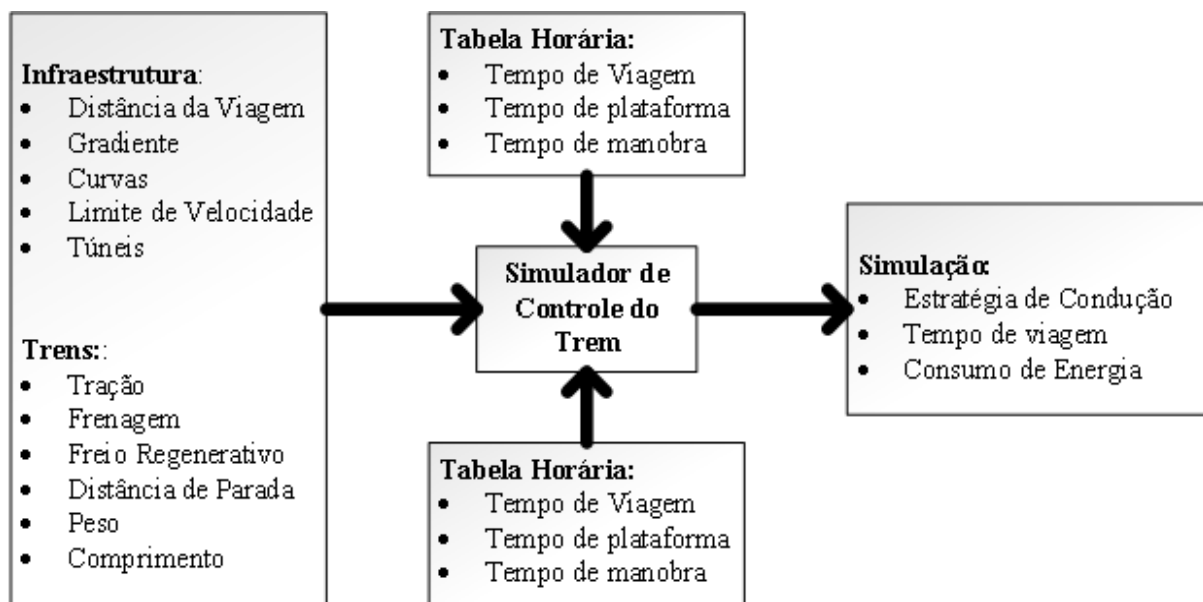 Infraestrutura:
• Distância da Viagem
• Gradiente
• Curvas
• Limite de Velocidade
• Túneis
Trens::
• Tração
• Frenagem
• Freio Regenerativo
• Distância de Parada
• Peso
• Comprimento
Tabela Horária:
• Tempo de Viagem
• Tempo de plataforma
• Tempo de manobra
Simulador de
Controle do
Trem
Tabela Horária:
• Tempo de Viagem
• Tempo de plataforma
• Tempo de manobra
Simulação:
• Estratégia de Condução
• Tempo de viagem
• Consumo de Energia